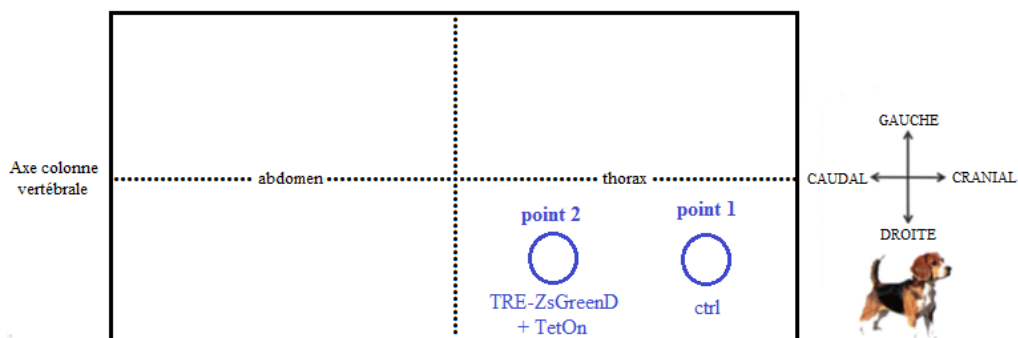 GAUCHE
Axe colonne
vertébrale
abdomen
thorax
CAUDAL
CRANIAL
point 2
point 1
DROITE
TRE-ZsGreenD
+ TetOn
ctrl